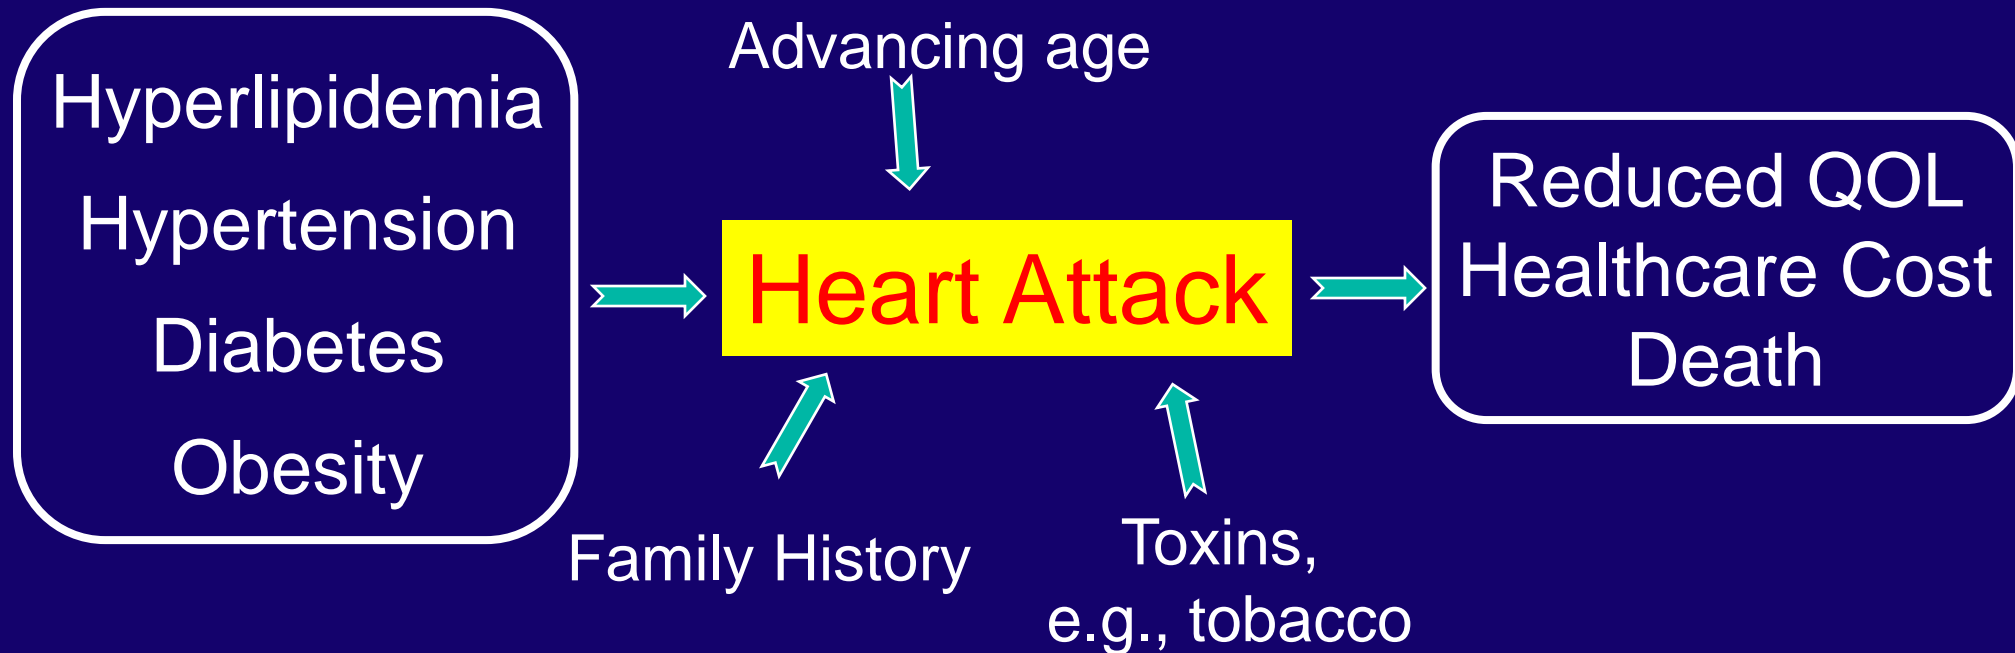 Hyperlipidemia
Hypertension
Diabetes
Obesity
Advancing age
Heart Attack
Family History
Toxins,
e.g., tobacco
Reduced QOL
Healthcare Cost
Death